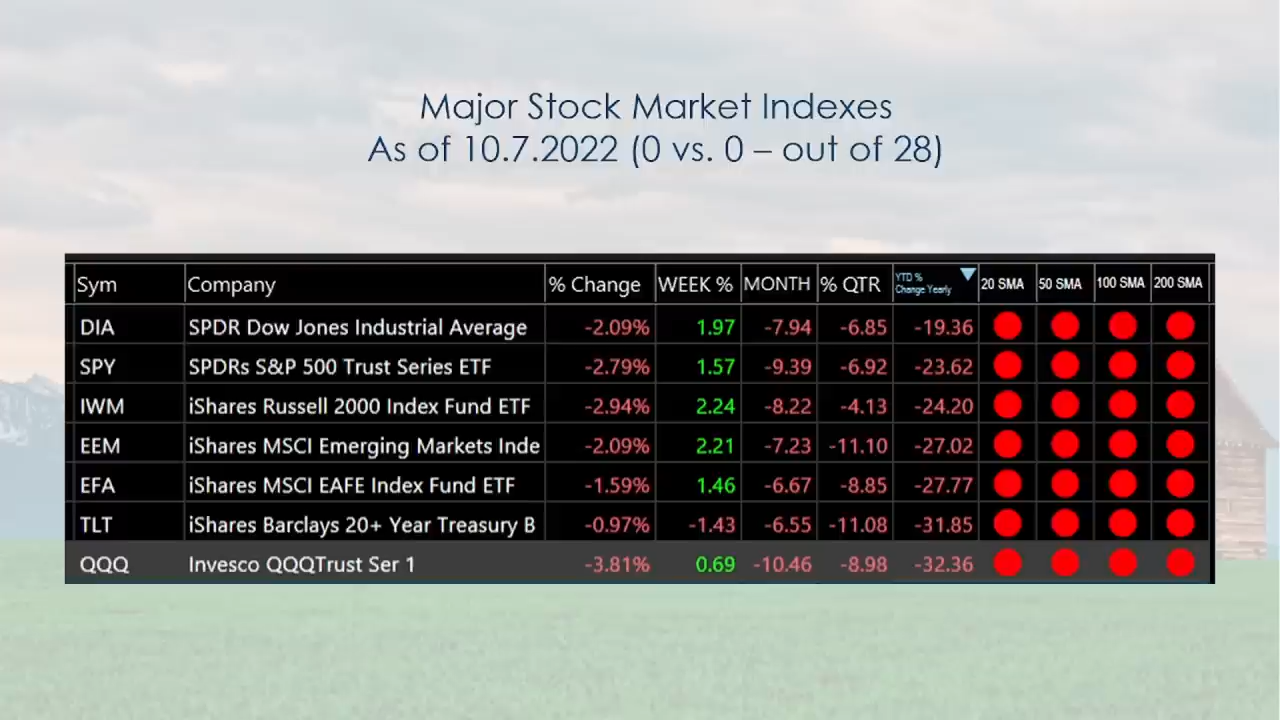 Major Stock Market Indexes
As of 10.7.2022 (0 vs. 0 – out of 28)
Sym Company % Change WEEK % MONTH % QTR YTD % Change Yearly 20 SMA 50 SMA 100 SMA 200 SMA
DIA SPDR Dow Jones Industrial Average -2.09% 1.97 -7.94 -6.85 -19.36
SPY SPDRs S&P 500 Trust Series ETF -2.79% 1.57 -9.39 -6.92 -23.62
IWM iShares Russell 2000 Index Fund ETF -2.94% 2.24 -8.22 -4.13 -24.20
EEM iShares MSCI Emerging Markets Inde -2.09% 2.21 -7.23 -11.10 -27.02
EFA iShares MSCI EAFE Index Fund ETF -1.59% 1.46 -6.67 -8.85 -27.77
TLT iShares Barclays 20+ Year Treasury B -0.97% -1.43 -6.55 -11.08 -31.85
QQQ Invesco QQQTrust Ser 1 -3.81% 0.69 -10.46 -8.98 -32.36